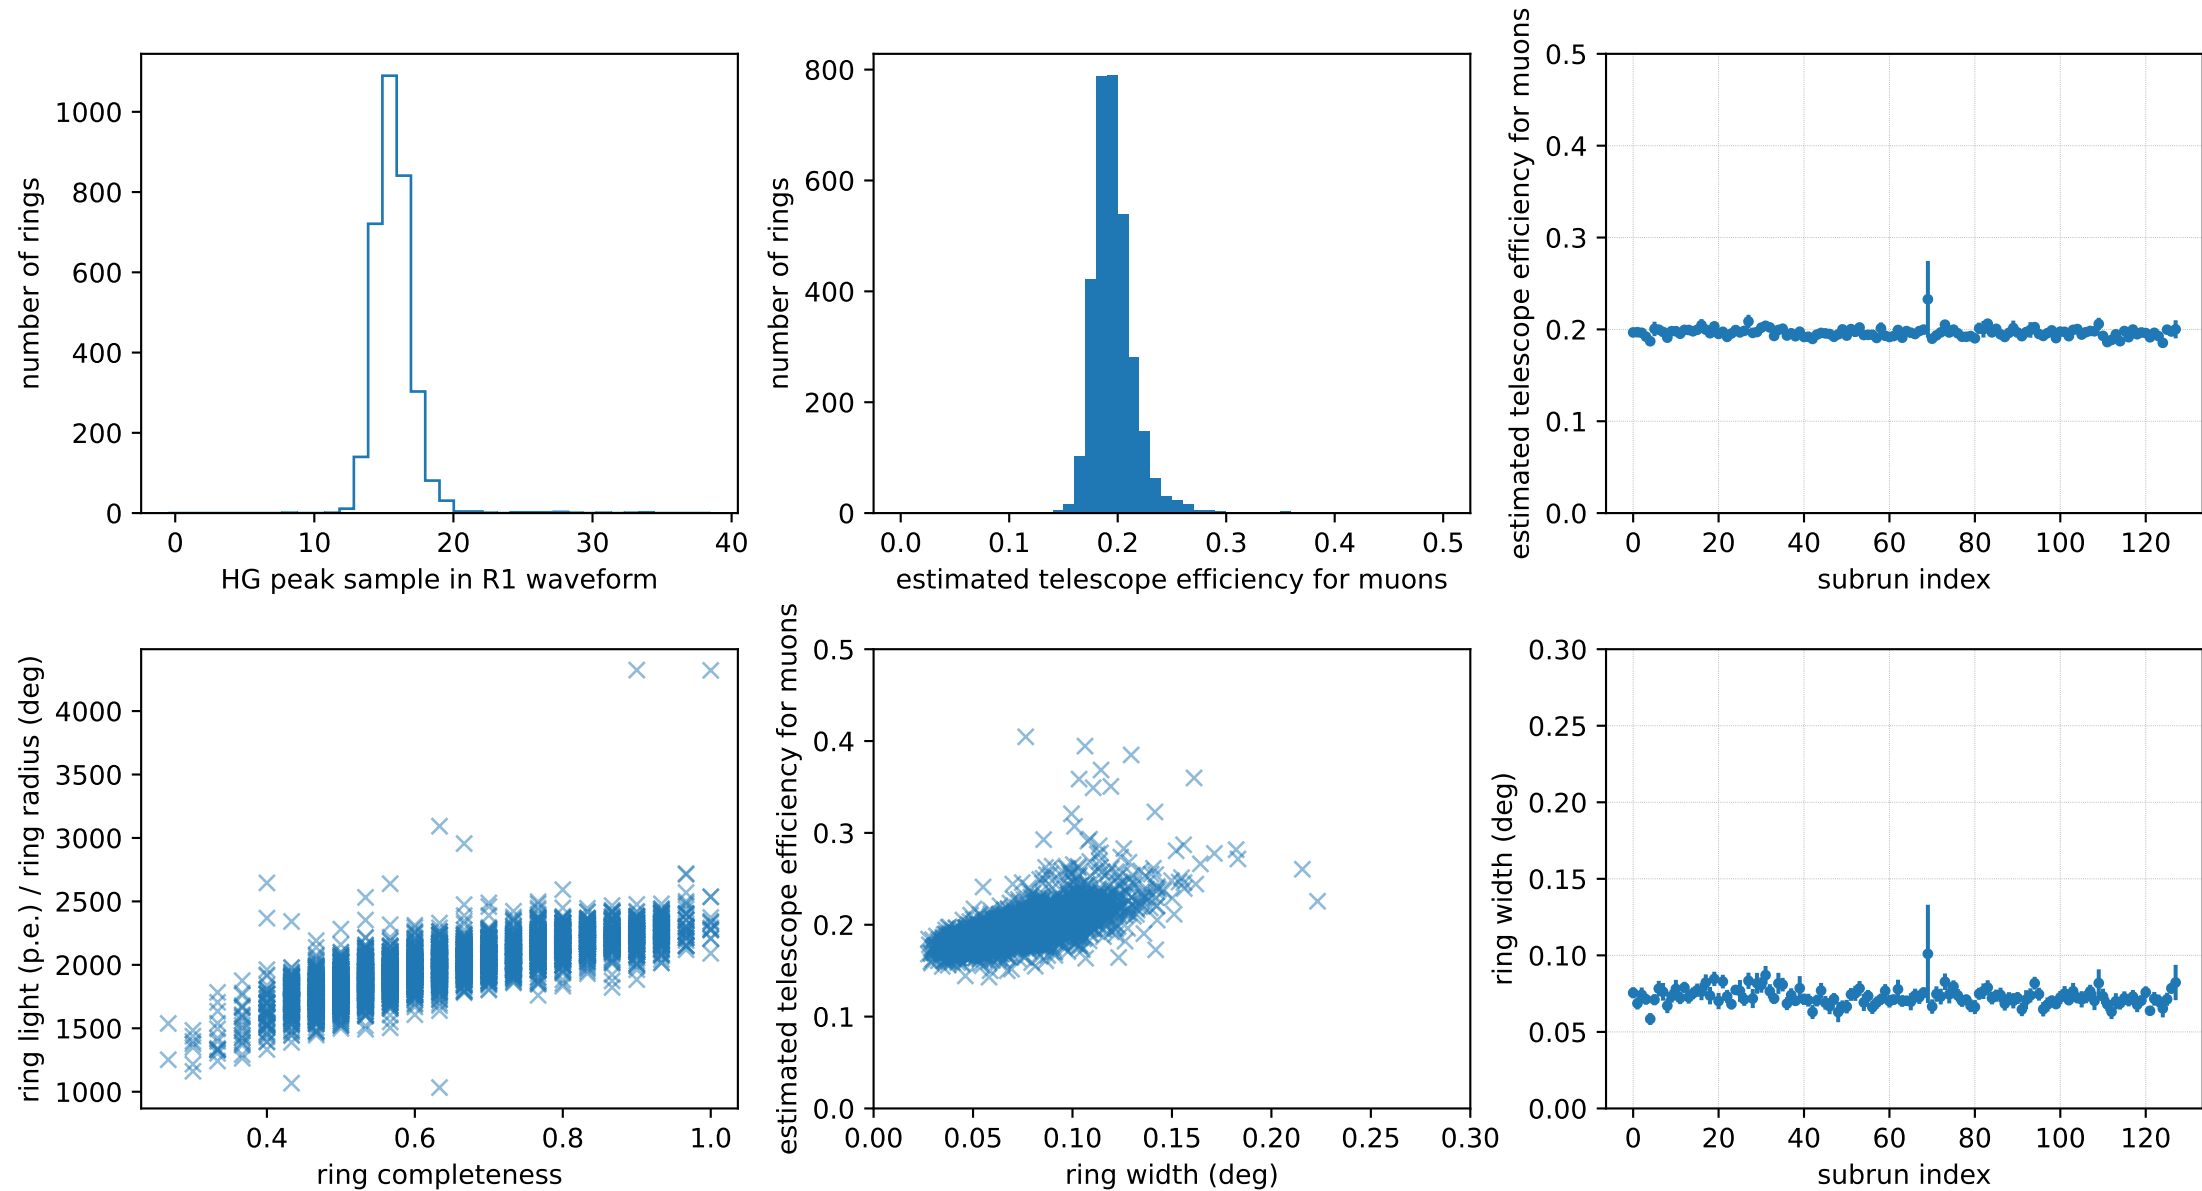 number of rings
1000
800
600
400
200
0
0 10 20 30 40
HG peak sample in R1 waveform
number of rings
800
600
400
200
0
0.0 0.1 0.2 0.3 0.4 0.5
estimated telescope efficiency for muons
estimated telescope efficiency for muons
0.5
0.4
0.3
0.2
0.1
0.0
0 20 40 60 80 100 120
subrun index
ring light (p.e.) / ring radius (deg)
4000
3500
3000
2500
2000
1500
1000
0.4 0.6 0.8 1.0
ring completeness
estimated telescope efficiency for muons
0.5
0.4
0.3
0.2
0.1
0.0
0.00 0.05 0.10 0.15 0.20 0.25 0.30
ring width (deg)
ring width (deg)
0.30
0.25
0.20
0.15
0.10
0.05
0.00
0 20 40 60 80 100 120
subrun index